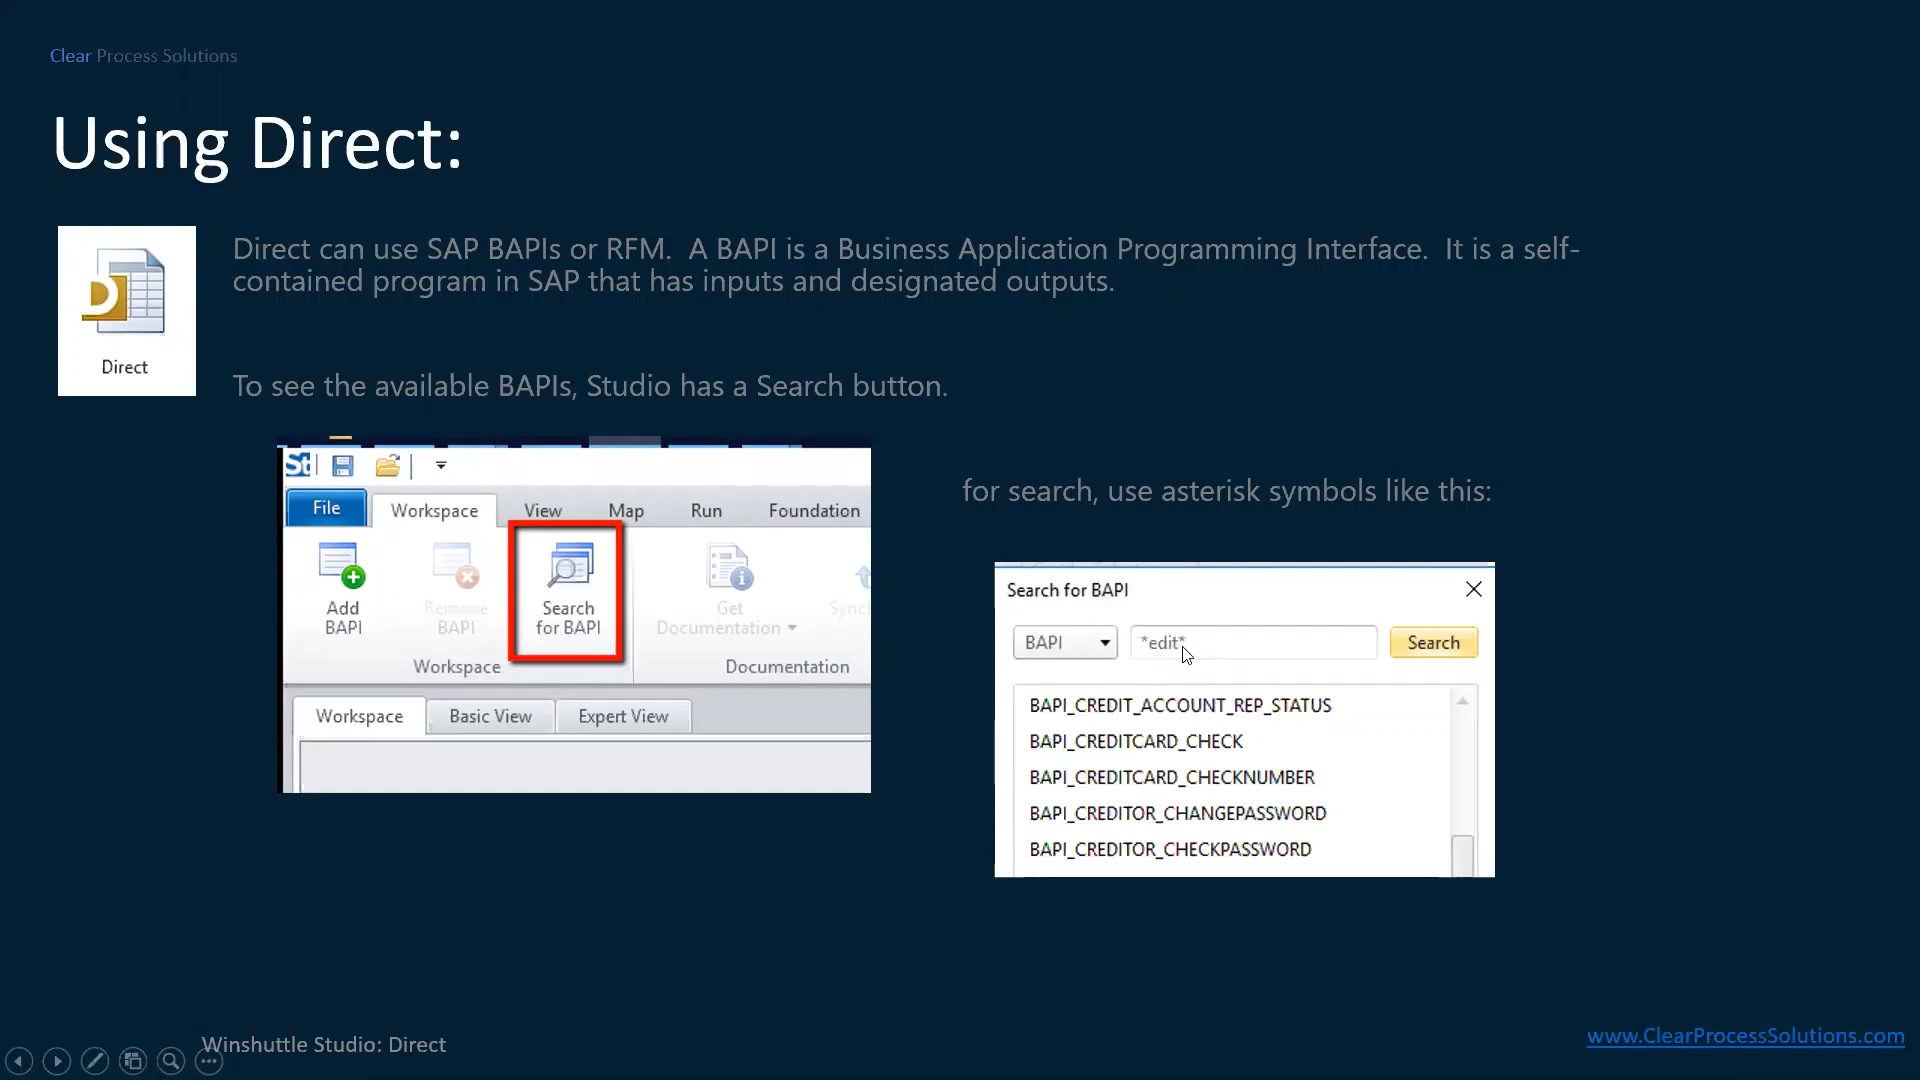 Clear Process Solutions
Using Direct:
Direct can use SAP BAPIs or RFM. A BAPI is a Business Application Programming Interface. It is a self-
contained program in SAP that has inputs and designated outputs.
Direct
To see the available BAPIs, Studio has a Search button.
St
File Workspace View Map Run Foundation
Add
BAPI
Remove
BAPI
Search
for BAPI
Get
Documentation
Sync
Workspace
Documentation
Workspace Basic View Expert View
for search, use asterisk symbols like this:
Search for BAPI
BAPI *edit* Search
BAPI_CREDIT_ACCOUNT_REP_STATUS
BAPI_CREDITCARD_CHECK
BAPI_CREDITCARD_CHECKNUMBER
BAPI_CREDITOR_CHANGEPASSWORD
BAPI_CREDITOR_CHECKPASSWORD
Winshuttle Studio: Direct
www.ClearProcessSolutions.com